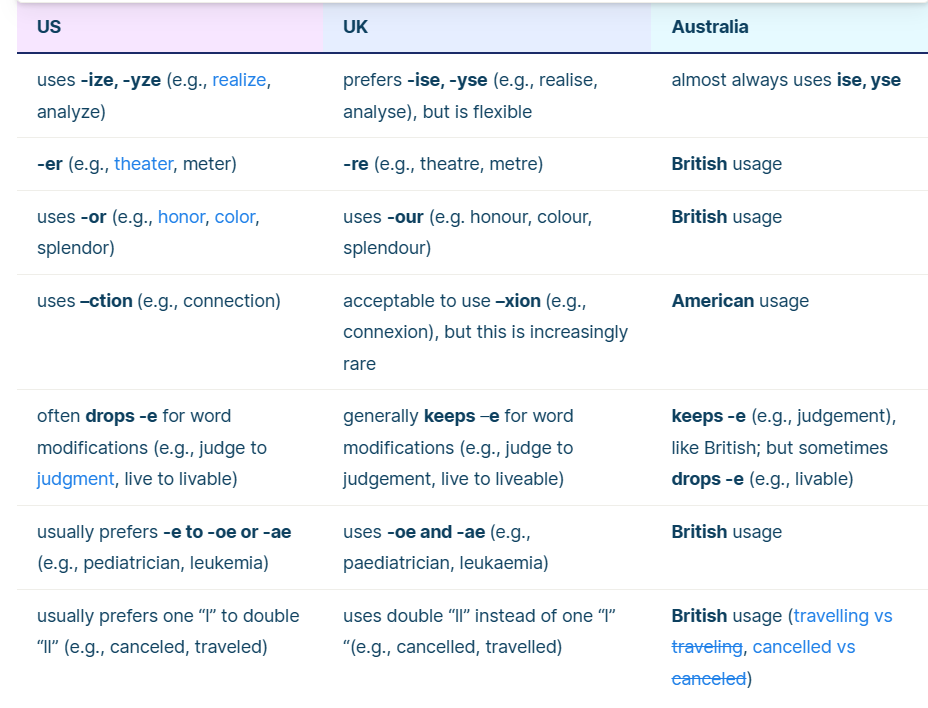 US UK Australia
uses -ize, -yze (e.g., realize,
analyze)
prefers -ise, -yse (e.g., realise,
analyse), but is flexible
almost always uses ise, yse
-er (e.g., theater, meter)
-re (e.g., theatre, metre)
British usage
uses -or (e.g., honor, color,
splendor)
uses -our (e.g. honour, colour,
splendour)
British usage
uses –ction (e.g., connection)
acceptable to use –xion (e.g.,
connexion), but this is increasingly
rare
American usage
often drops -e for word
modifications (e.g., judge to
judgment, live to livable)
generally keeps –e for word
modifications (e.g., judge to
judgement, live to liveable)
keeps -e (e.g., judgement),
like British; but sometimes
drops -e (e.g., livable)
usually prefers -e to -oe or -ae
(e.g., pediatrician, leukemia)
uses -oe and -ae (e.g.,
paediatrician, leukaemia)
British usage
usually prefers one “l” to double
“ll” (e.g., canceled, traveled)
uses double “ll” instead of one “l”
“(e.g., cancelled, travelled)
British usage (travelling vs
traveling, cancelled vs
canceled)